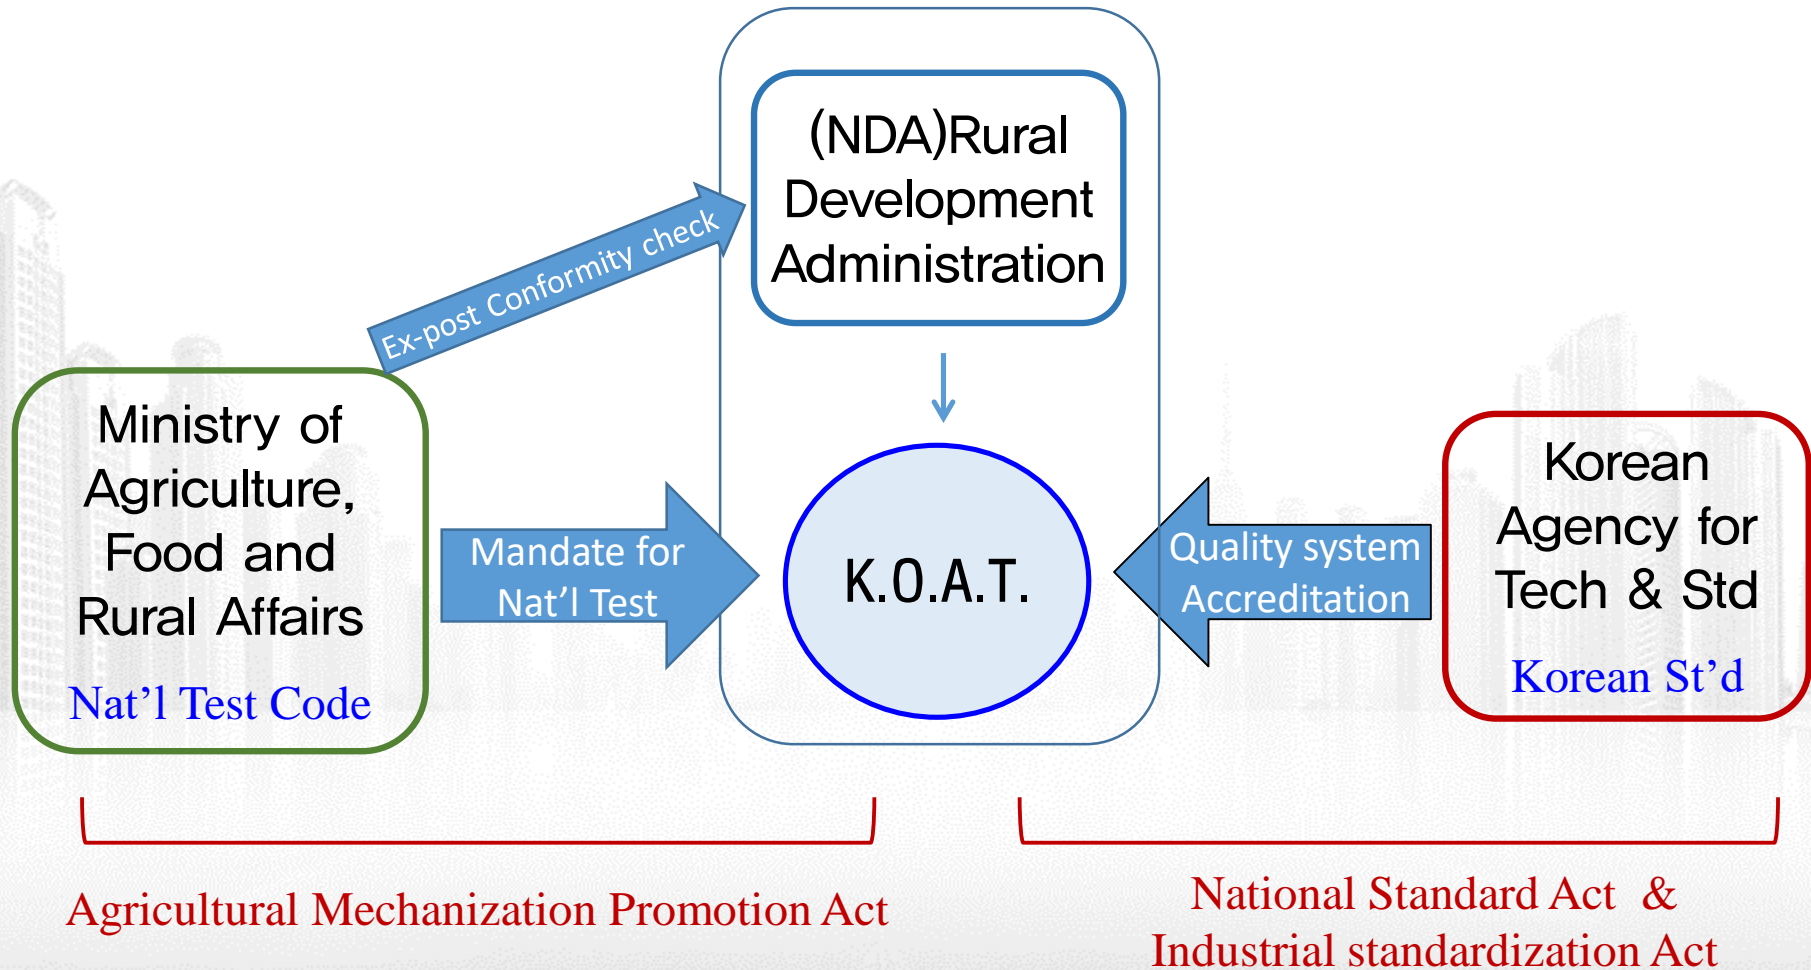 (NDA)Rural
Development
Administration
Ex-post Conformity check
Ministry of
Agriculture,
Food and
Rural Affairs
Nat’l Test Code
Mandate for
Nat’l Test
K.O.A.T.
Quality system
Accreditation
Korean
Agency for
Tech & Std
Korean St’d
Agricultural Mechanization Promotion Act
National Standard Act &
Industrial standardization Act